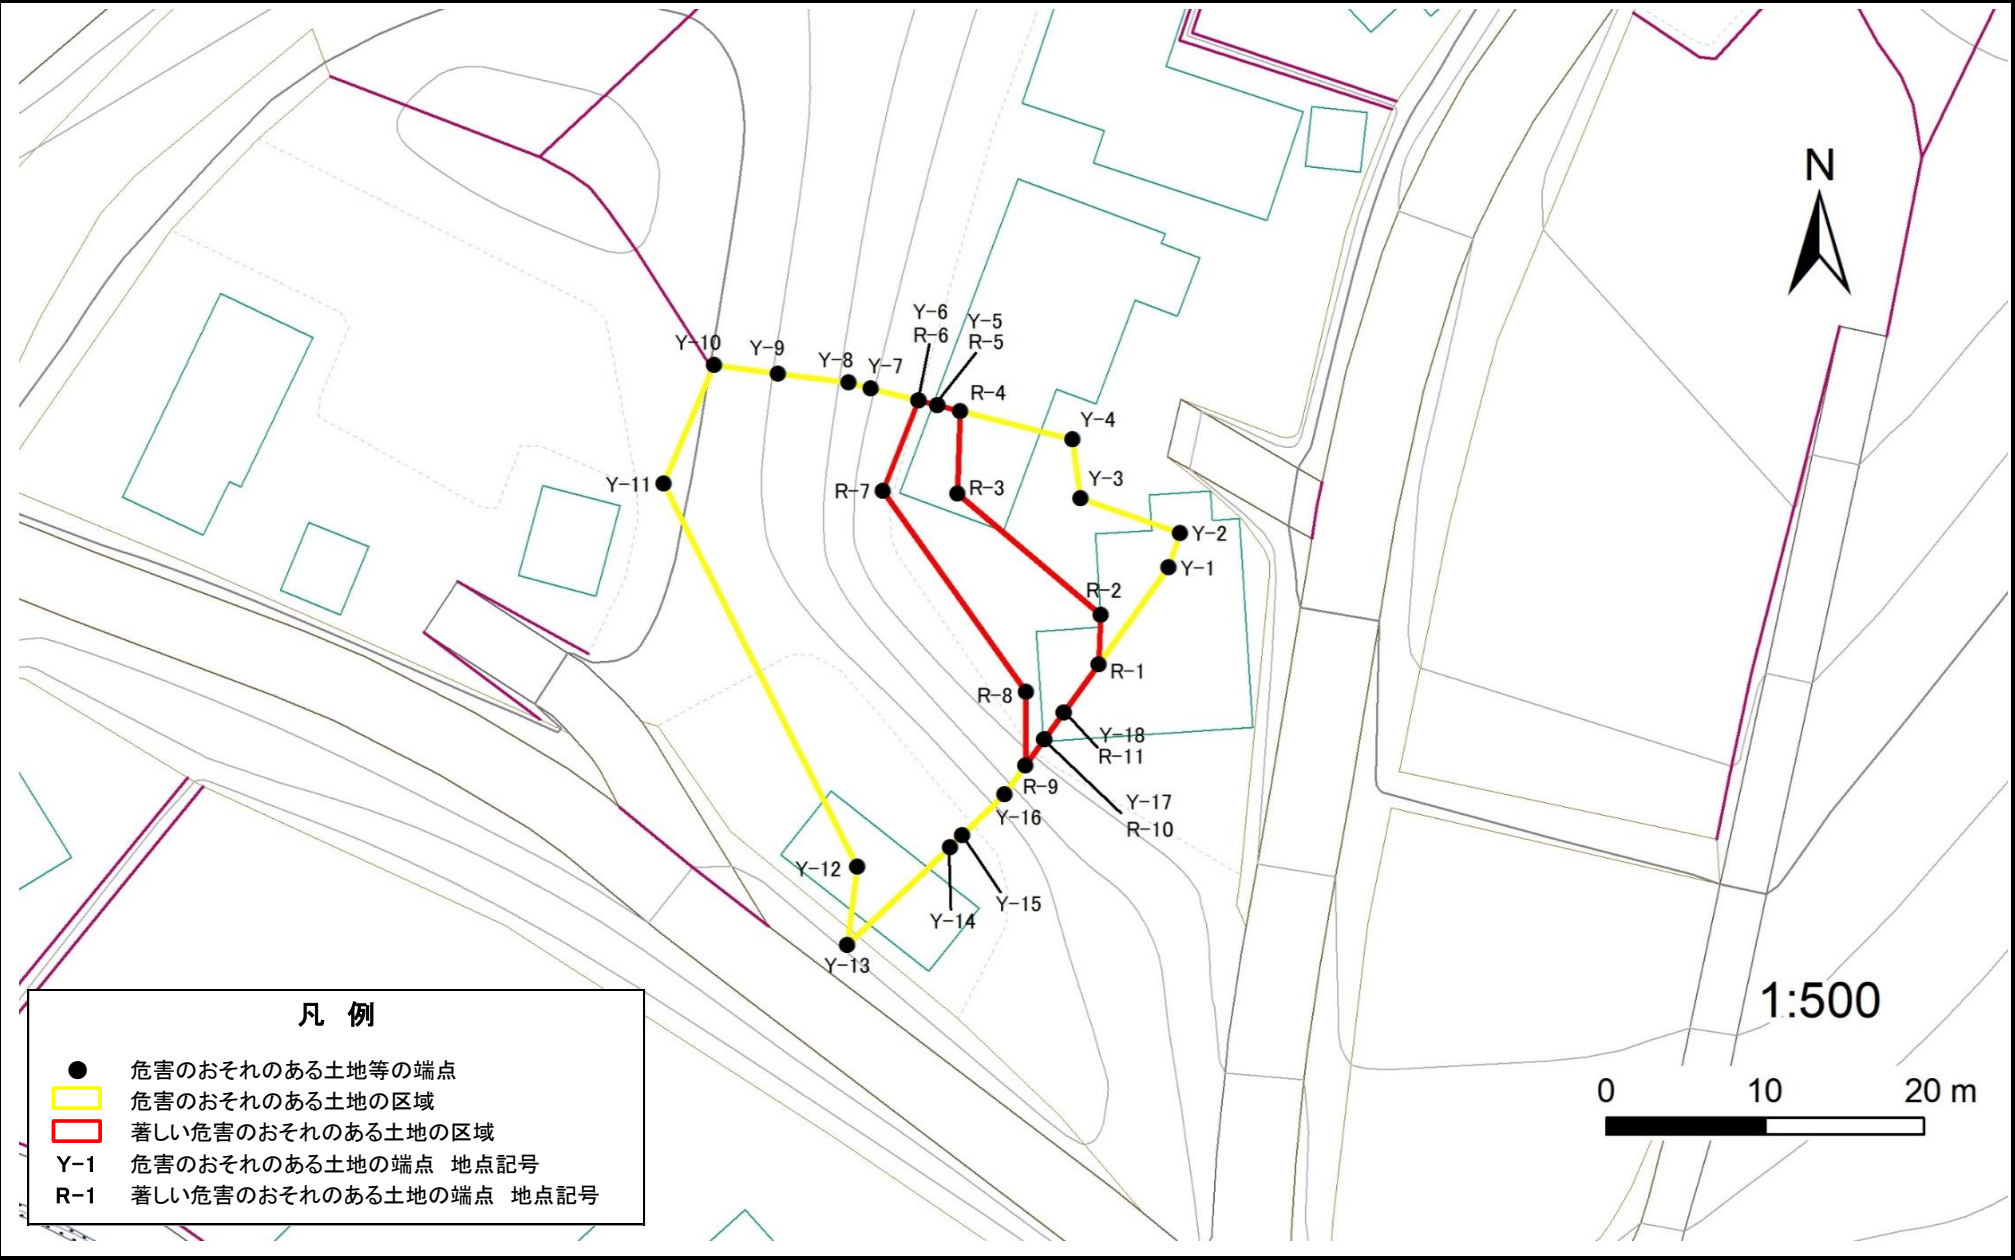 N
Y-6
R-6
Y-5
R-5
Y-10
Y-9
Y-8
Y-7
R-4
Y-4
Y-11
R-7
R-3
Y-3
Y-2
Y-1
R-2
R-1
R-8
Y-18
R-11
R-9
Y-17
R-10
Y-16
Y-12
Y-15
Y-14
Y-13
1:500
0 10 20 m
凡 例
危害のおそれのある土地等の端点
危害のおそれのある土地の区域
著しい危害のおそれのある土地の区域
Y-1 危害のおそれのある土地の端点 地点記号
R-1 著しい危害のおそれのある土地の端点 地点記号